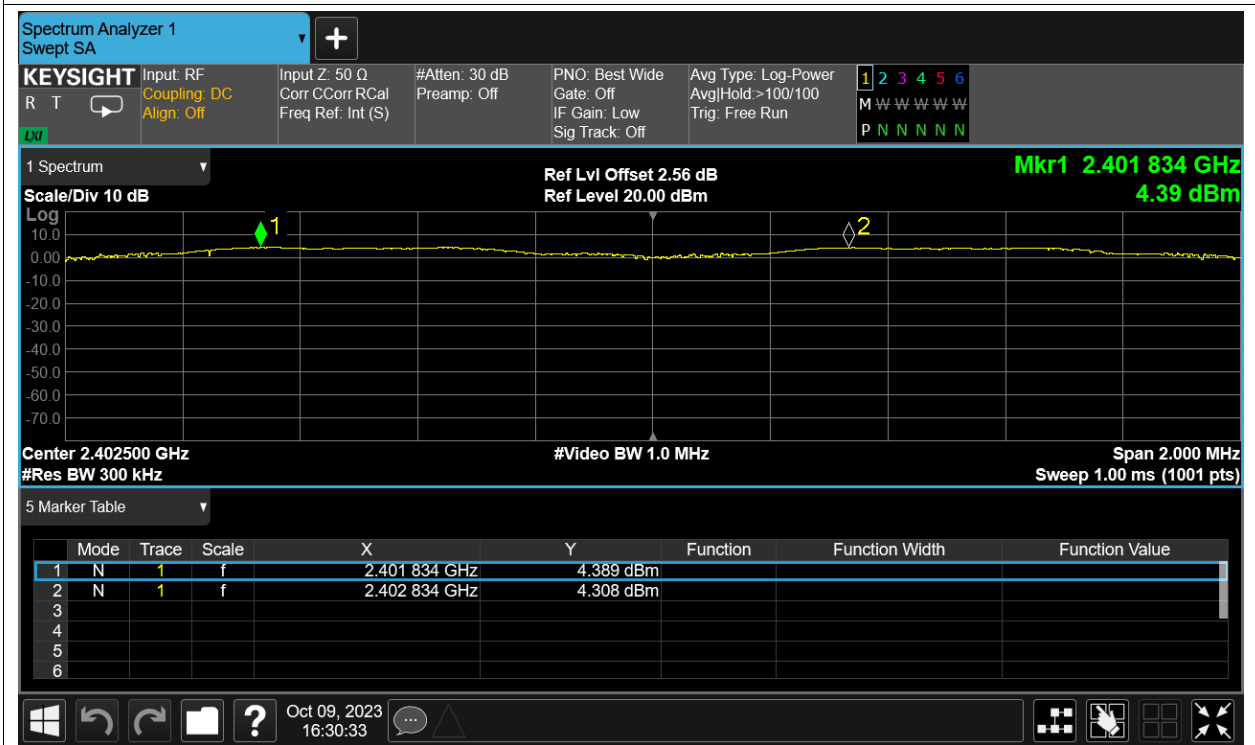 Spectrum Analyzer 1
Swept SA
+
KEYSIGHT Input: RF Input Z: 50 Ω #Atten: 30 dB PNO: Best Wide Avg Type: Log-Power 1 2 3 4 5 6
R T Coupling: DC Corr CCorr RCal Preamp: Off Gate: Off Avg|Hold:>100/100 M W W W W W
Align: Off Freq Ref: Int (S) IF Gain: Low Trig: Free Run
LXI Sig Track: Off P N N N N N
1 Spectrum Ref Lvl Offset 2.56 dB Mkr1 2.401 834 GHz
Scale/Div 10 dB Ref Level 20.00 dBm 4.39 dBm
Log
1 2
10.0
0.00
-10.0
-20.0
-30.0
-40.0
-50.0
-60.0
-70.0
Center 2.402500 GHz #Video BW 1.0 MHz Span 2.000 MHz
#Res BW 300 kHz Sweep 1.00 ms (1001 pts)
5 Marker Table
Mode Trace Scale X Y Function Function Width Function Value
1 N 1 f 2.401 834 GHz 4.389 dBm
2 N 1 f 2.402 834 GHz 4.308 dBm
3
4
5
6
? Oct 09, 2023
16:30:33